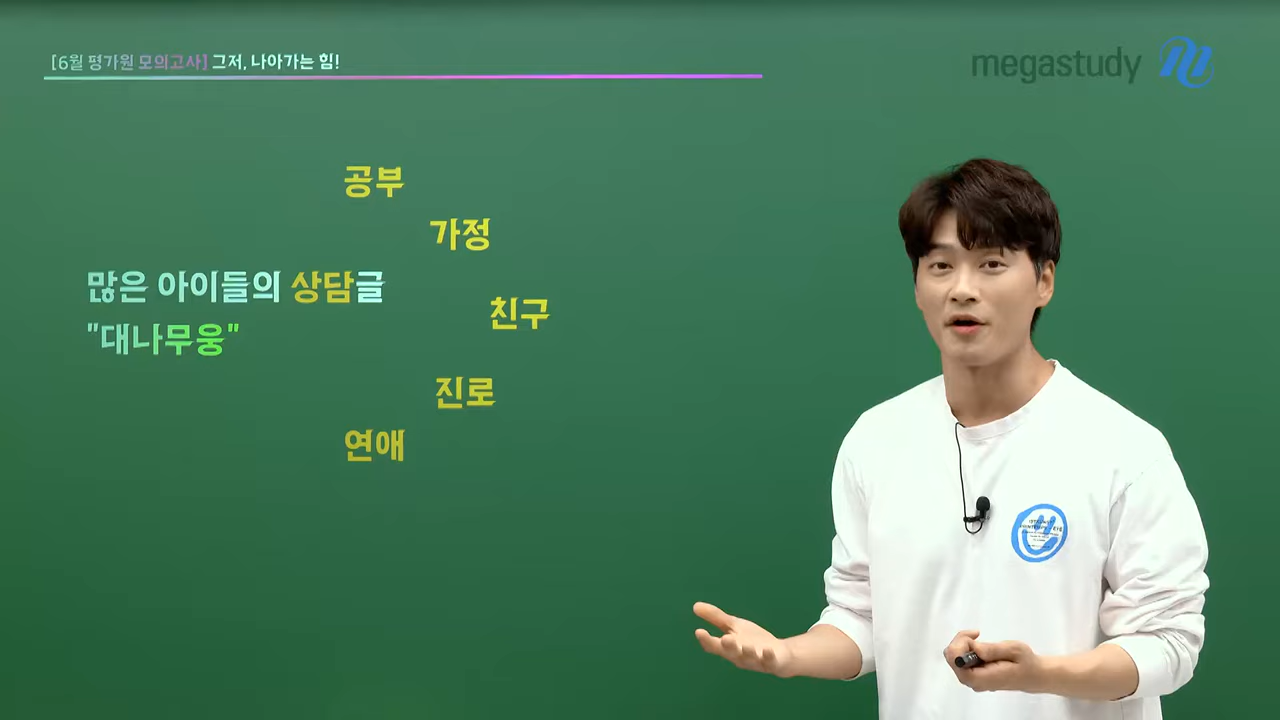 [6월 평가원 모의고사] 그저, 나아가는 힘!
megastudy
공부
가정
많은 아이들의 상담글
친구
"대나무웅"
진로
연애